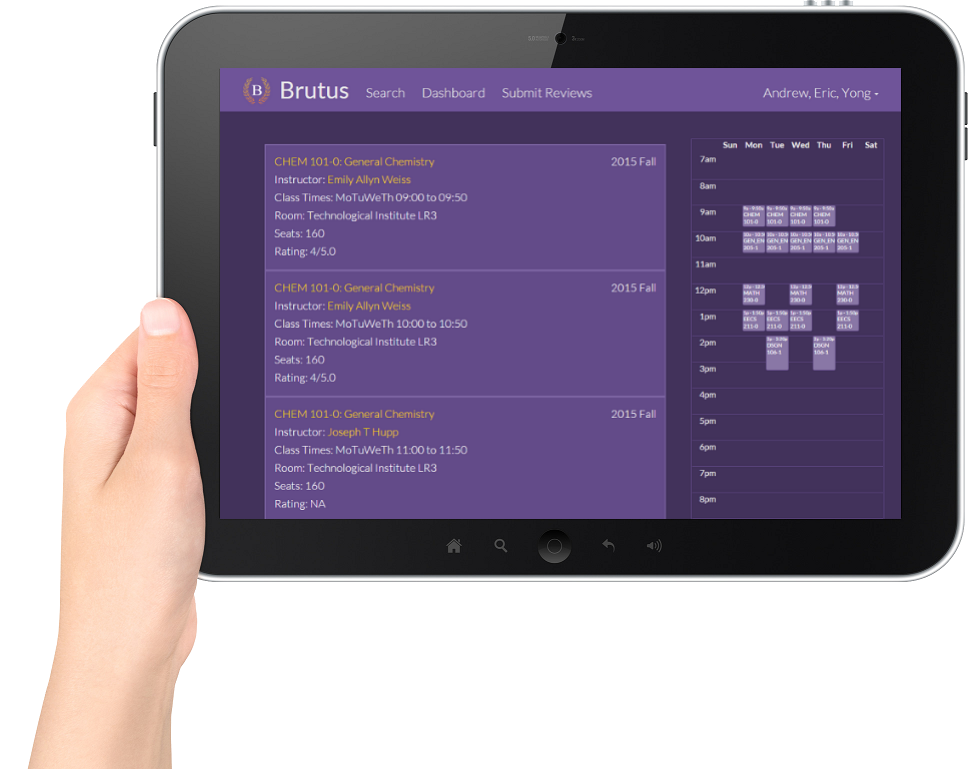 B Brutus Search Dashboard Submit Reviews Andrew, Eric, Yong
CHEM 101-0: General Chemistry 2015 Fall
Instructor: Emily Allyn Weiss
Class Times: MoTuWeTh 09:00 to 09:50
Room: Technological Institute LR3
Seats: 160
Rating: 4/5.0
CHEM 101-0: General Chemistry 2015 Fall
Instructor: Emily Allyn Weiss
Class Times: MoTuWeTh 10:00 to 10:50
Room: Technological Institute LR3
Seats: 160
Rating: 4/5.0
CHEM 101-0: General Chemistry 2015 Fall
Instructor: Joseph T Hupp
Class Times: MoTuWeTh 11:00 to 11:50
Room: Technological Institute LR3
Seats: 160
Rating: NA
Sun Mon Tue Wed Thu Fri Sat
7am
8am
9am
CHEM CHEM CHEM CHEM
101-0 101-0 101-0 101-0
10am
GEN_EN GEN_EN GEN_EN GEN_EN GEN_EN
205-1 205-1 205-1 205-1 205-1
11am
12pm
MATH MATH MATH
230-0 230-0 230-0
1pm
EECS EECS EECS EECS
211-0 211-0 211-0 211-0
2pm
DSGN DSGN
106-1 106-1
3pm
4pm
5pm
6pm
7pm
8pm